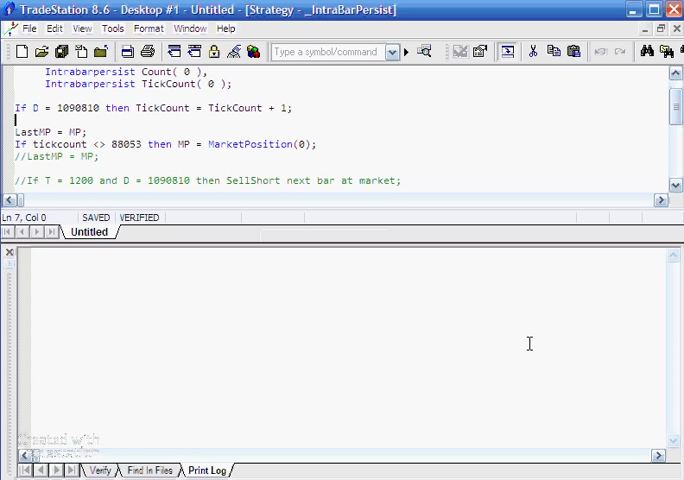 TradeStation 8.6 - Desktop #1 - Untitled - [Strategy - _IntraBarPersist]
File Edit View Tools Format Window Help
Type a symbol/command
Intrabarpersist Count( 0 ),
Intrabarpersist TickCount( 0 );
If D = 1090810 then TickCount = TickCount + 1;
LastMP = MP;
If tickcount <> 88053 then MP = MarketPosition(0);
//LastMP = MP;
//If T = 1200 and D = 1090810 then SellShort next bar at market;
Ln 7, Col 0 SAVED VERIFIED
Untitled
Created with
Verify Find In Files Print Log